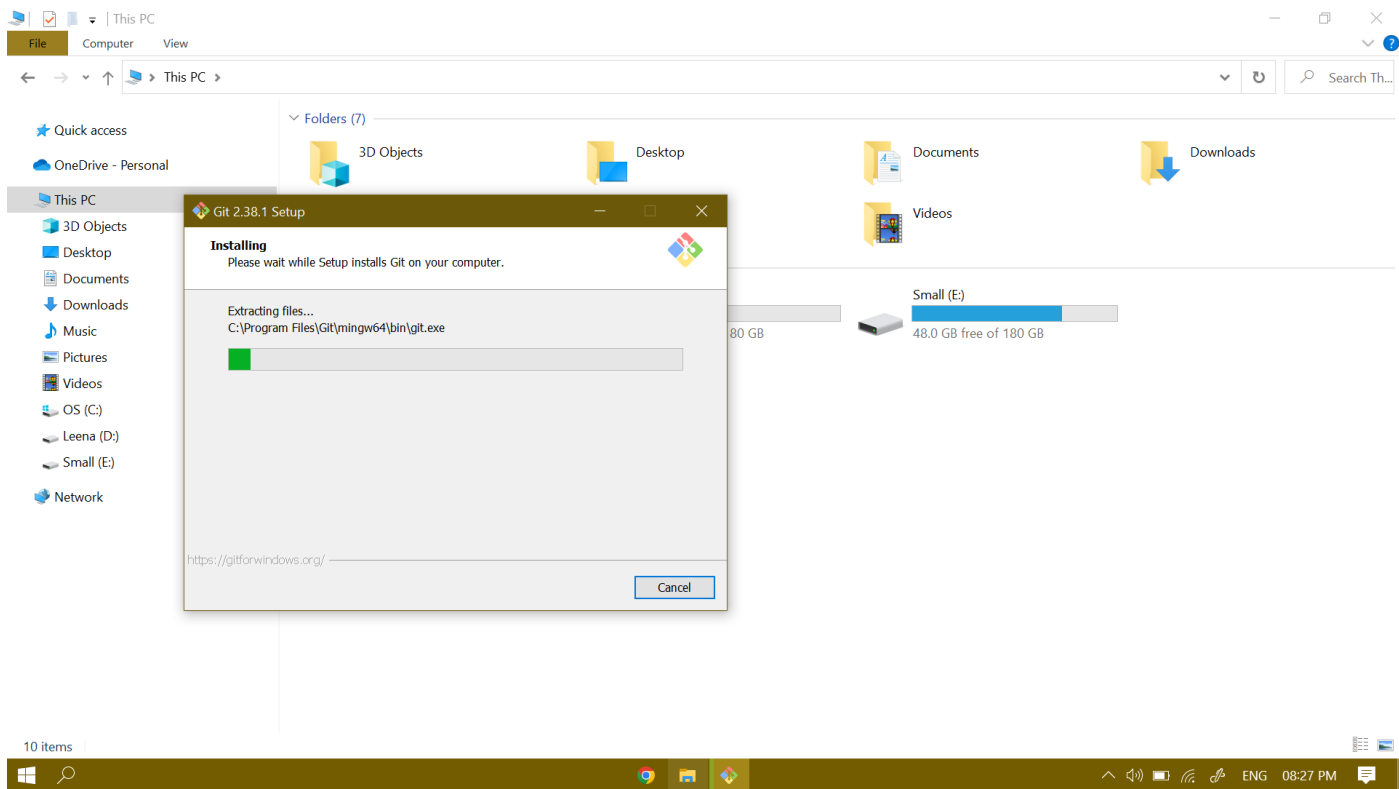 This PC
File Computer View
This PC
Search Th...
Quick access
OneDrive - Personal
This PC
3D Objects
Desktop
Documents
Downloads
Music
Pictures
Videos
OS (C:)
Leena (D:)
Small (E:)
Network
Folders (7)
3D Objects
Desktop
Documents
Downloads
Videos
80 GB
Small (E:)
48.0 GB free of 180 GB
Git 2.38.1 Setup
Installing
Please wait while Setup installs Git on your computer.
Extracting files...
C:\Program Files\Git\mingw64\bin\git.exe
https://gitforwindows.org/
Cancel
10 items
ENG 08:27 PM